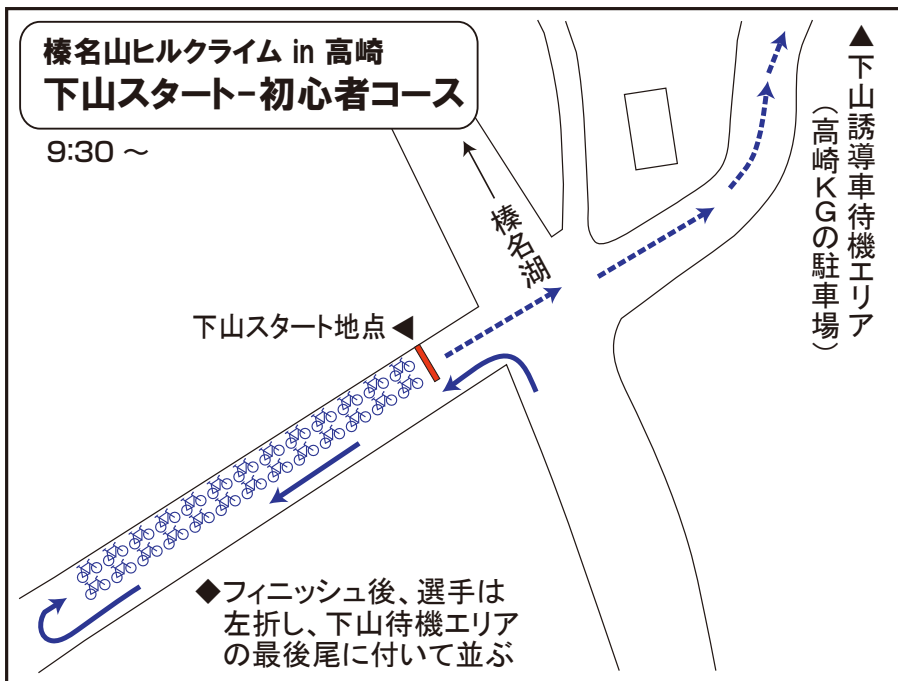 榛名山ヒルクライム in 高崎
下山スタート-初心者コース
9:30 ～
榛名湖
下山スタート地点◀
▲下山誘導車待機エリア
（高崎KGの駐車場）
◆フィニッシュ後、選手は
左折し、下山待機エリア
の最後尾に付いて並ぶ